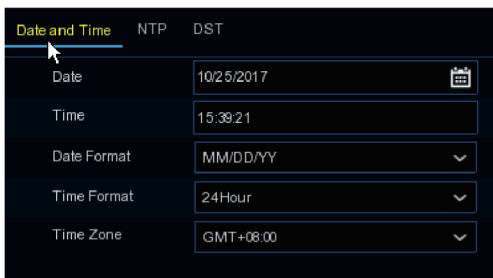 Date and Time NTP DST
Date 10/25/2017
Time 15:39:21
Date Format MM/DD/YY
Time Format 24Hour
Time Zone GMT+08:00